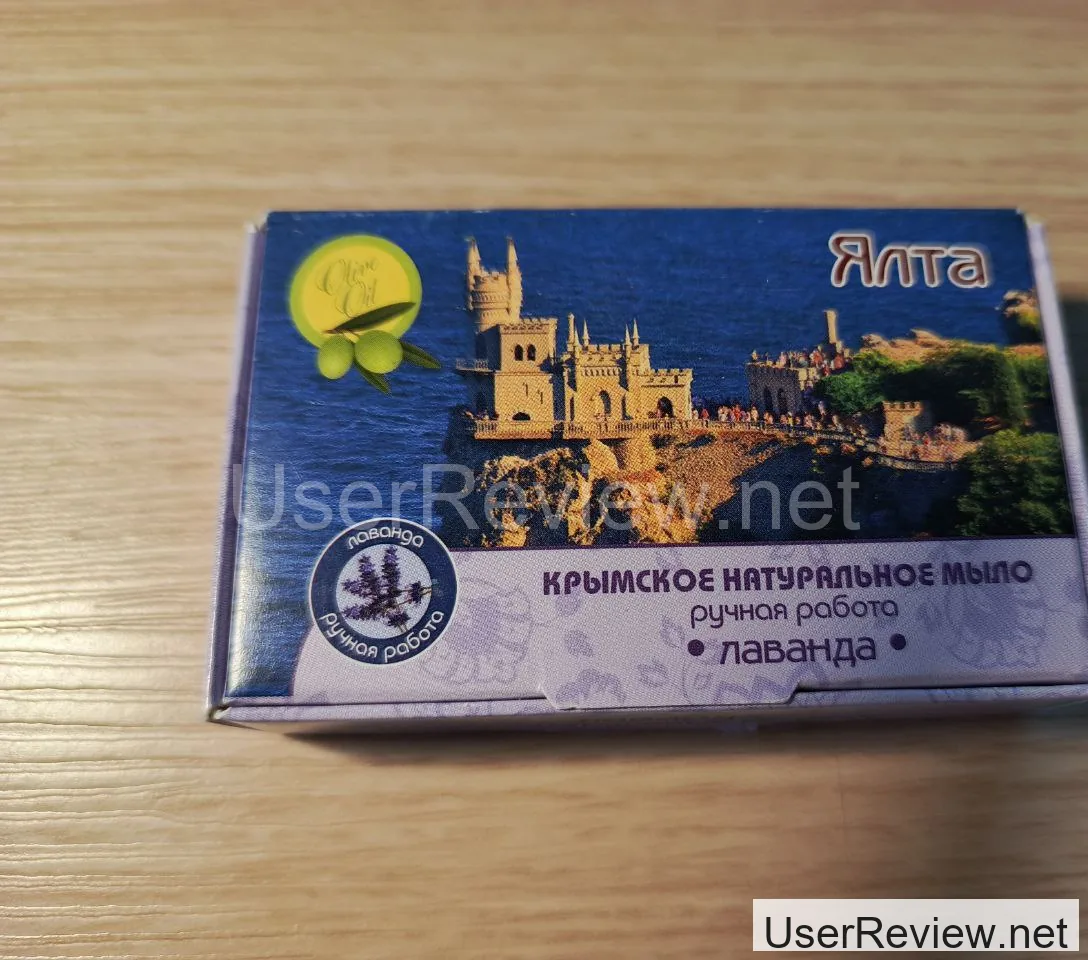 Olive
Oil
Ялта
UserReview.net
лаванда
ручная работа
КРЫМСКОЕ НАТУРАЛЬНОЕ МЫЛО
ручная работа
• лаванда •
UserReview.net